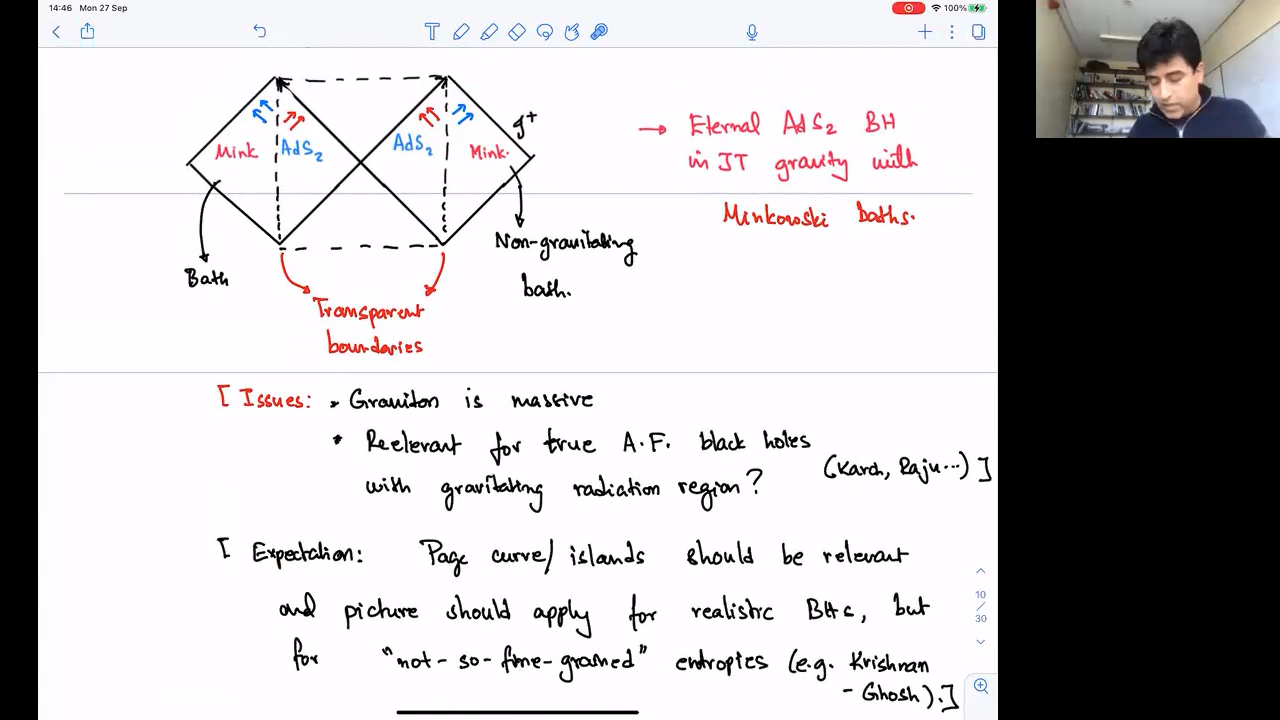 14:46 Mon 27 Sep
100%
g+
Mink
AdS2
AdS2
Mink.
→ Eternal AdS2 BH
in JT gravity with
Minkowski Baths.
Bath
Non-gravitating
bath.
Transparent
boundaries
[ Issues: • Graviton is massive
• Reelevant for true A.F. black holes
with gravitating radiation region? (Karch, Raju...) ]
[ Expectation: Page curve/islands should be relevant
and picture should apply for realistic BHs, but
for "not-so-fine-grained" entropies (e.g. Krishnan
- Ghosh).]
10
/
30